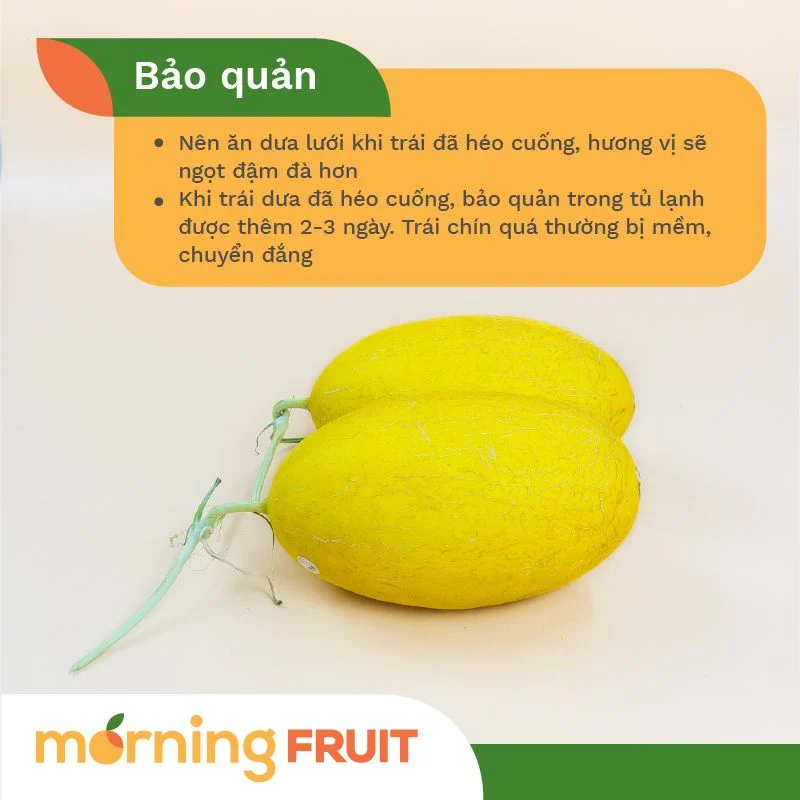 Bảo quản
• Nên ăn dưa lưới khi trái đã héo cuống, hương vị sẽ
ngọt đậm đà hơn
• Khi trái dưa đã héo cuống, bảo quản trong tủ lạnh
được thêm 2-3 ngày. Trái chín quá thường bị mềm,
chuyển đắng
morning FRUIT